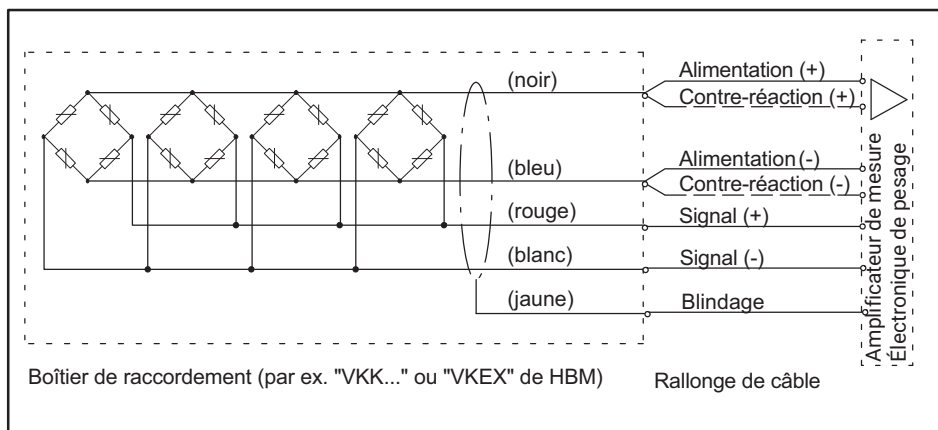 (noir)
Alimentation (+)
Contre-réaction (+)
(bleu)
Alimentation (-)
Contre-réaction (-)
(rouge)
Signal (+)
(blanc)
Signal (-)
(jaune)
Blindage
Amplificateur de mesure
Électronique de pesage
Boîtier de raccordement (par ex. "VKK..." ou "VKEX" de HBM)
Rallonge de câble